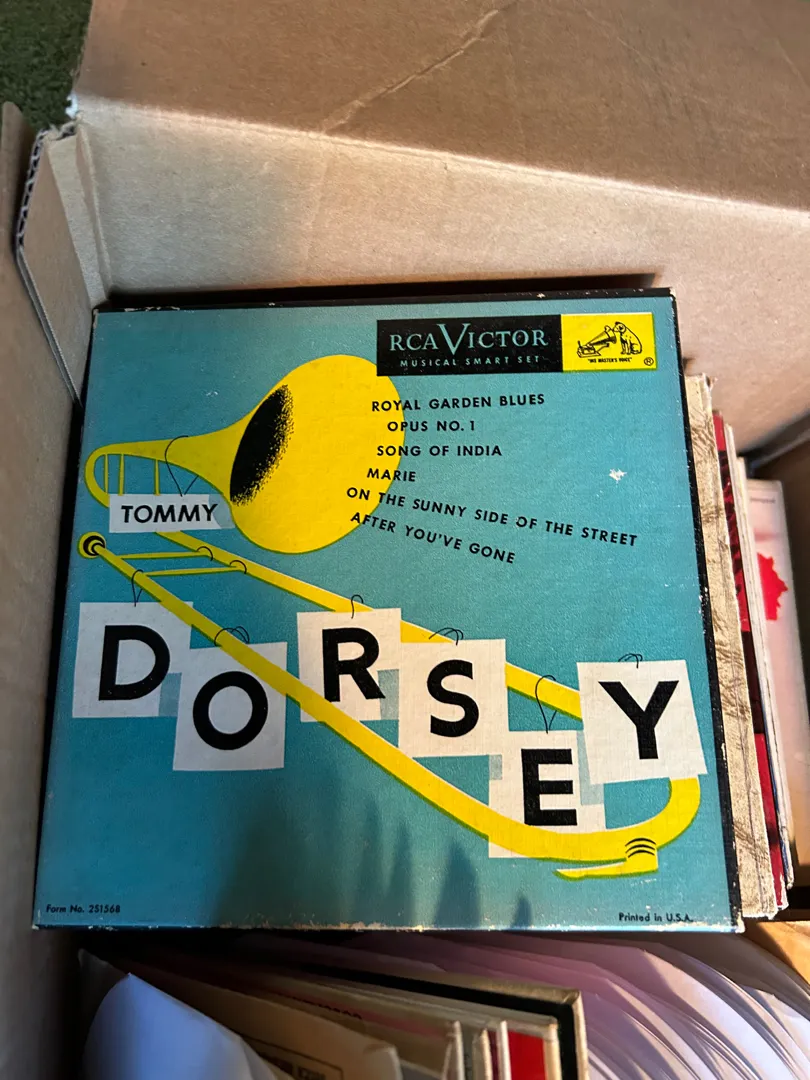 RCA VICTOR
MUSICAL SMART SET
"HIS MASTER'S VOICE"
®
ROYAL GARDEN BLUES
OPUS NO. 1
SONG OF INDIA
MARIE
ON THE SUNNY SIDE OF THE STREET
AFTER YOU'VE GONE
TOMMY
DORSEY
Form No. 2S1568
Printed in U.S.A.